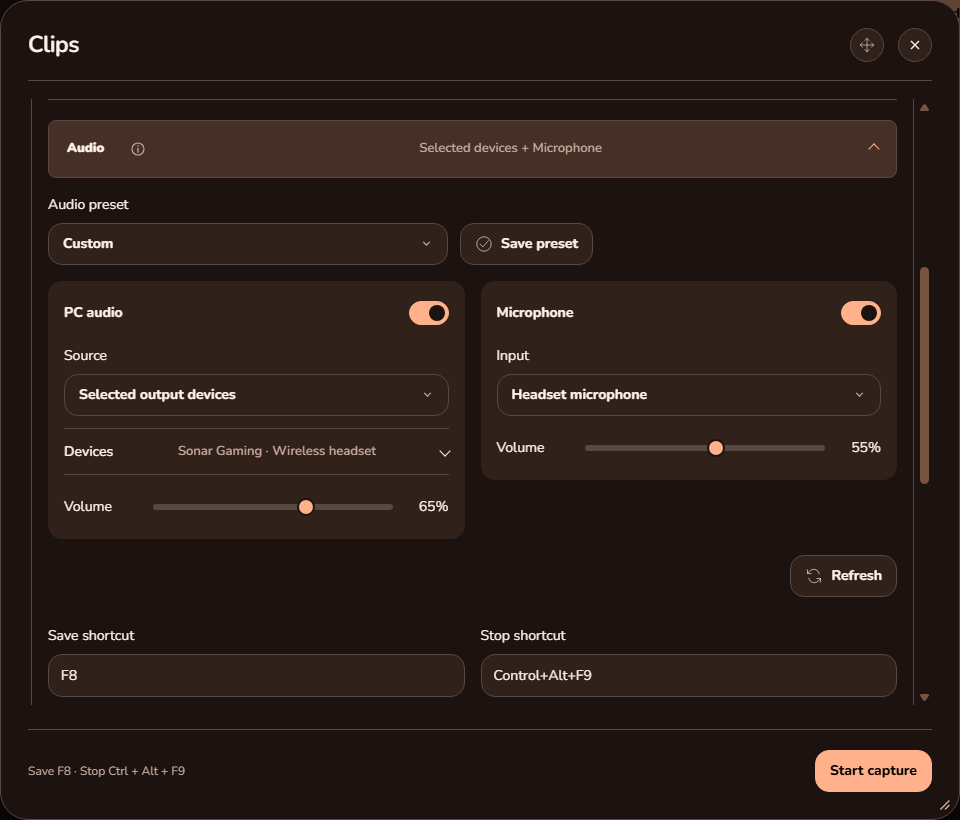 Clips
Audio
Selected devices + Microphone
Audio preset
Custom
Save preset
PC audio
Source
Selected output devices
Devices
Sonar Gaming · Wireless headset
Volume
65%
Microphone
Input
Headset microphone
Volume
55%
Refresh
Save shortcut
F8
Stop shortcut
Control+Alt+F9
Save F8 · Stop Ctrl + Alt + F9
Start capture